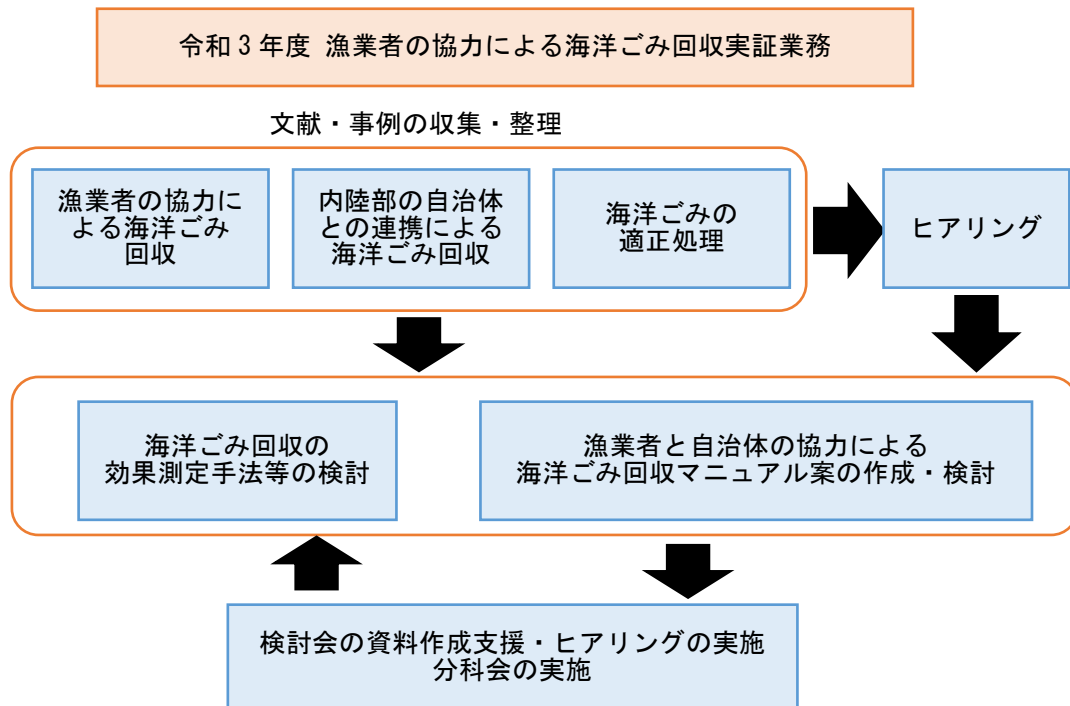 令和3年度 漁業者の協力による海洋ごみ回収実証業務
文献・事例の収集・整理
漁業者の協力に
よる海洋ごみ
回収
内陸部の自治体
との連携による
海洋ごみ回収
海洋ごみの
適正処理
ヒアリング
海洋ごみ回収の
効果測定手法等の検討
漁業者と自治体の協力による
海洋ごみ回収マニュアル案の作成・検討
検討会の資料作成支援・ヒアリングの実施
分科会の実施